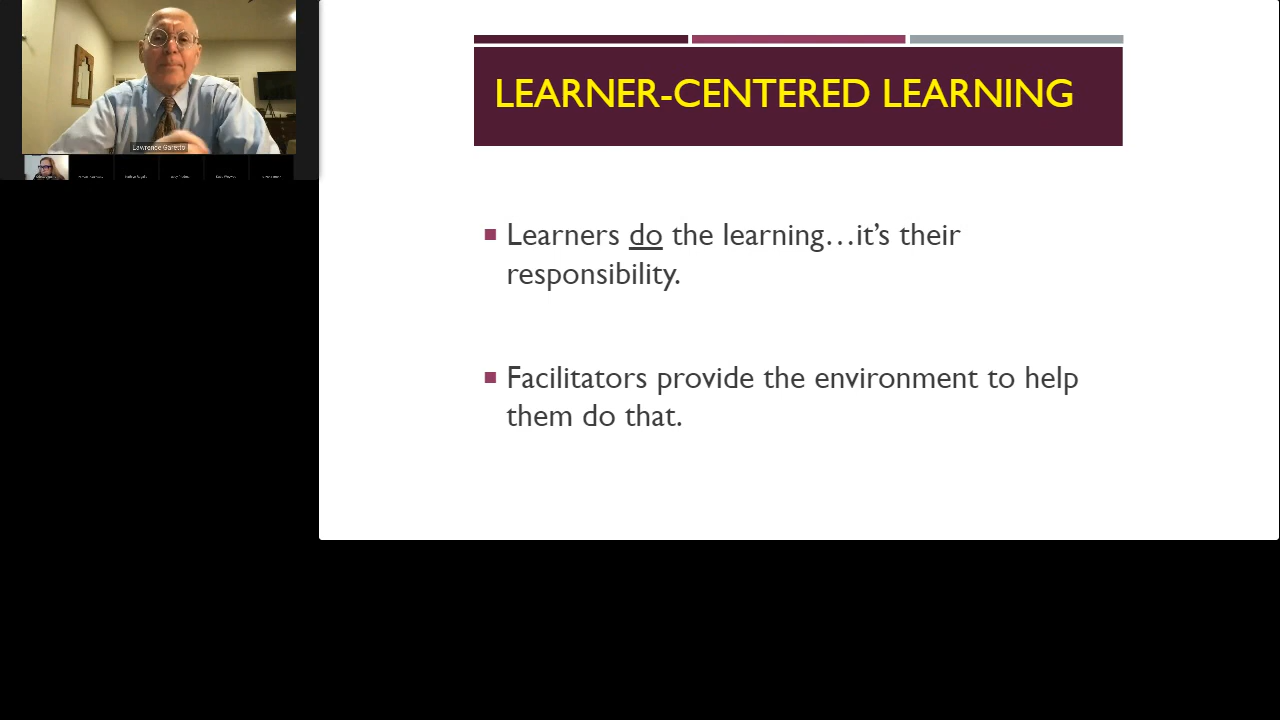 Lawrence Garetto
LEARNER-CENTERED LEARNING
Learners do the learning…it's their
responsibility.
Facilitators provide the environment to help
them do that.